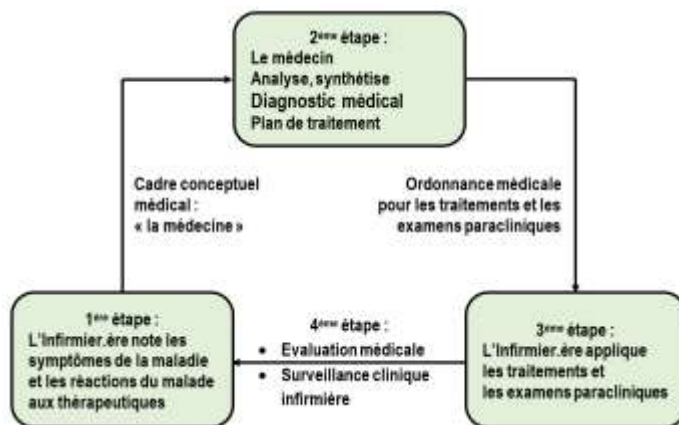 2ème étape :
Le médecin
Analyse, synthétise
Diagnostic médical
Plan de traitement
Cadre conceptuel
médical :
« la médecine »
Ordonnance médicale
pour les traitements et les
examens paracliniques
1ère étape :
L'Infirmier.ère note les
symptômes de la maladie
et les réactions du malade
aux thérapeutiques
4ème étape :
• Evaluation médicale
• Surveillance clinique
infirmière
3ème étape :
L'Infirmier.ère applique
les traitements et
les examens paracliniques